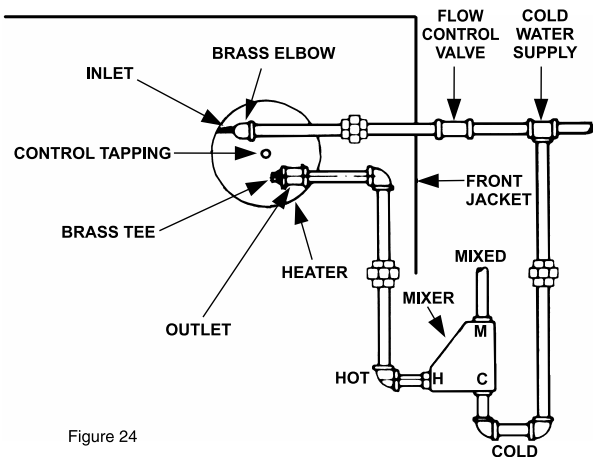 FLOW
CONTROL
VALVE
COLD
WATER
SUPPLY
BRASS ELBOW
INLET
CONTROL TAPPING
FRONT
JACKET
BRASS TEE
HEATER
MIXED
MIXER
OUTLET
M
HOT
H
C
COLD
Figure 24